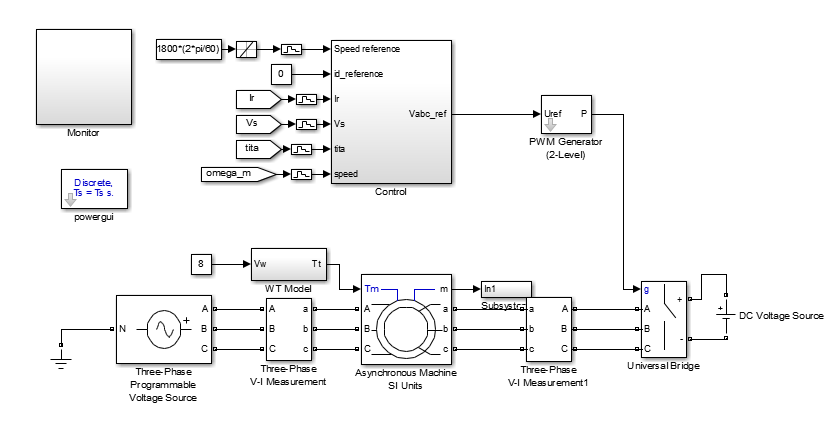 1800*(2*pi/60)
Speed reference
0
id_reference
Ir
Ir
Vs
Vs
tita
tita
omega_m
speed
Vabc_ref
Control
Monitor
Uref
P
PWM Generator
(2-Level)
Discrete,
Ts = Ts s.
powergui
8
Vw
Tt
WT Model
Tm
m
In1
Subsyst
g
N
A
B
C
A
B
C
a
b
c
A
B
C
a
b
c
a
b
c
A
B
C
A
B
C
+
-
+
+
DC Voltage Source
Three-Phase
Programmable
Voltage Source
Three-Phase
V-I Measurement
Asynchronous Machine
SI Units
Three-Phase
V-I Measurement1
Universal Bridge